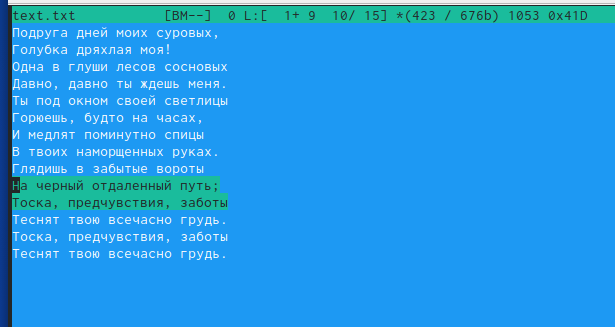 text.txt [BM--] 0 L:[ 1+ 9 10/ 15] *(423 / 676b) 1053 0x41D
Подруга дней моих суровых,
Голубка дряхлая моя!
Одна в глуши лесов сосновых
Давно, давно ты ждешь меня.
Ты под окном своей светлицы
Горюешь, будто на часах,
И медлят поминутно спицы
В твоих наморщенных руках.
Глядишь в забытые вороты
На черный отдаленный путь;
Тоска, предчувствия, заботы
Теснят твою всечасно грудь.
Тоска, предчувствия, заботы
Теснят твою всечасно грудь.